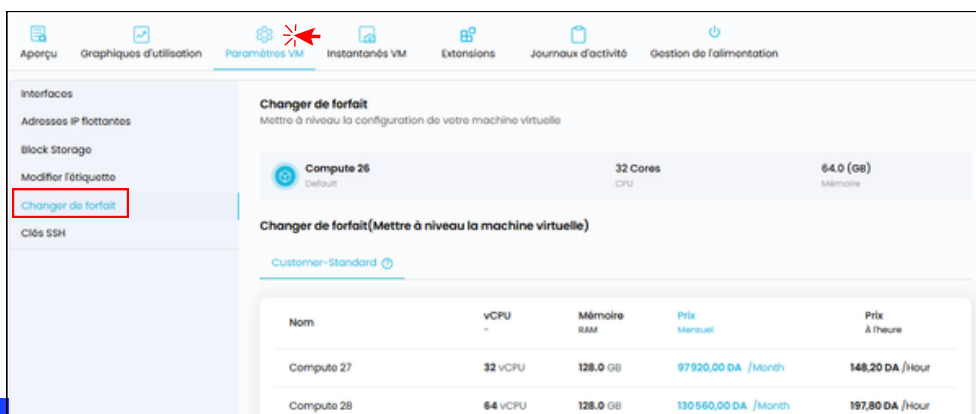 Aperçu Graphiques d'utilisation Paramètres VM Instantanés VM Extensions Journaux d'activité Gestion de l'alimentation
Interfaces
Adresses IP flottantes
Block Storage
Modifier l'étiquette
Changer de forfait
Clés SSH
Changer de forfait
Mettre à niveau la configuration de votre machine virtuelle
Compute 26 32 Cores 64.0 (GB)
Default CPU Mémoire
Changer de forfait(Mettre à niveau la machine virtuelle)
Customer-Standard ?
Nom vCPU Mémoire Prix Prix
- RAM Mensuel À l'heure
Compute 27 32 vCPU 128.0 GB 97 920,00 DA /Month 148,20 DA /Hour
Compute 28 64 vCPU 128.0 GB 130 560,00 DA /Month 197,80 DA /Hour